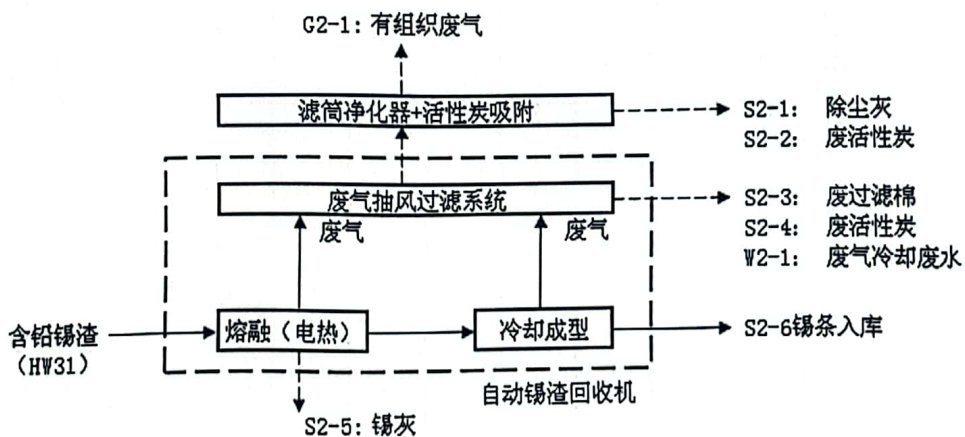 G2-1: 有组织废气
滤筒净化器+活性炭吸附
S2-1: 除尘灰
S2-2: 废活性炭
废气抽风过滤系统
S2-3: 废过滤棉
废气
废气
S2-4: 废活性炭
W2-1: 废气冷却废水
含铅锡渣
(HW31)
熔融（电热）
冷却成型
S2-6锡条入库
自动锡渣回收机
S2-5: 锡灰